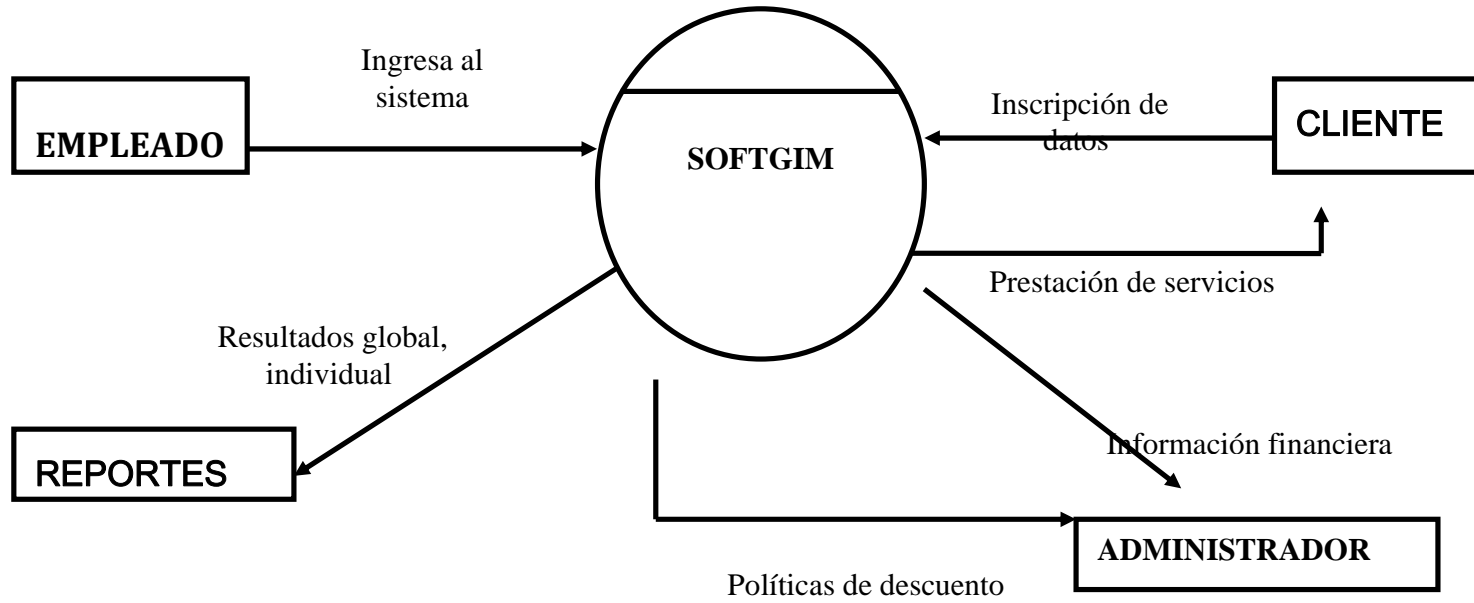 Ingresa al
sistema
EMPLEADO
SOFTGIM
Inscripción de
datos
CLIENTE
Prestación de servicios
Resultados global,
individual
REPORTES
Información financiera
ADMINISTRADOR
Políticas de descuento